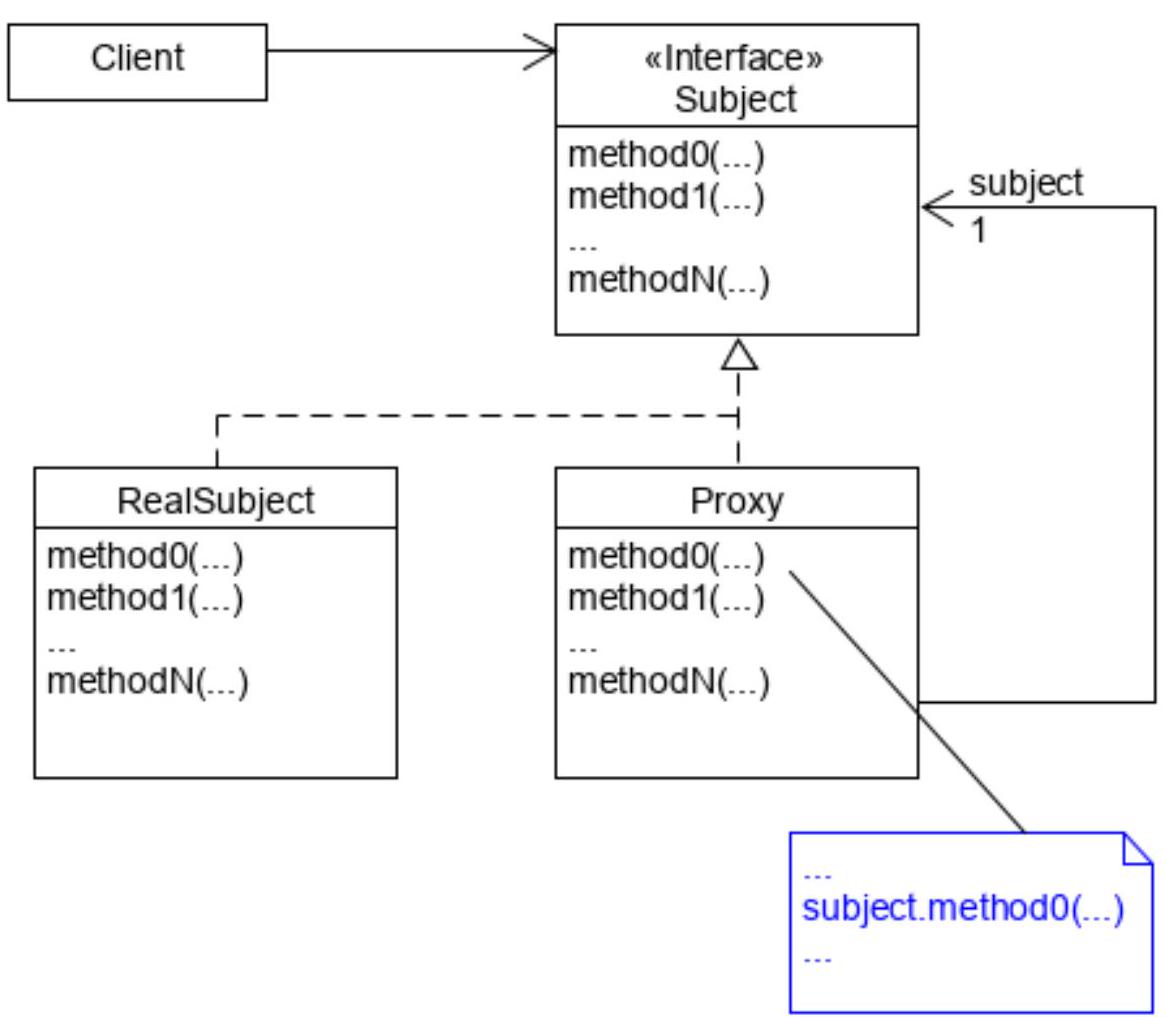 Client
«Interface»
Subject
method0(...)
method1(...)
...
methodN(...)
subject
1
RealSubject
method0(...)
method1(...)
...
methodN(...)
Proxy
method0(...)
method1(...)
...
methodN(...)
...
subject.method0(...)
...